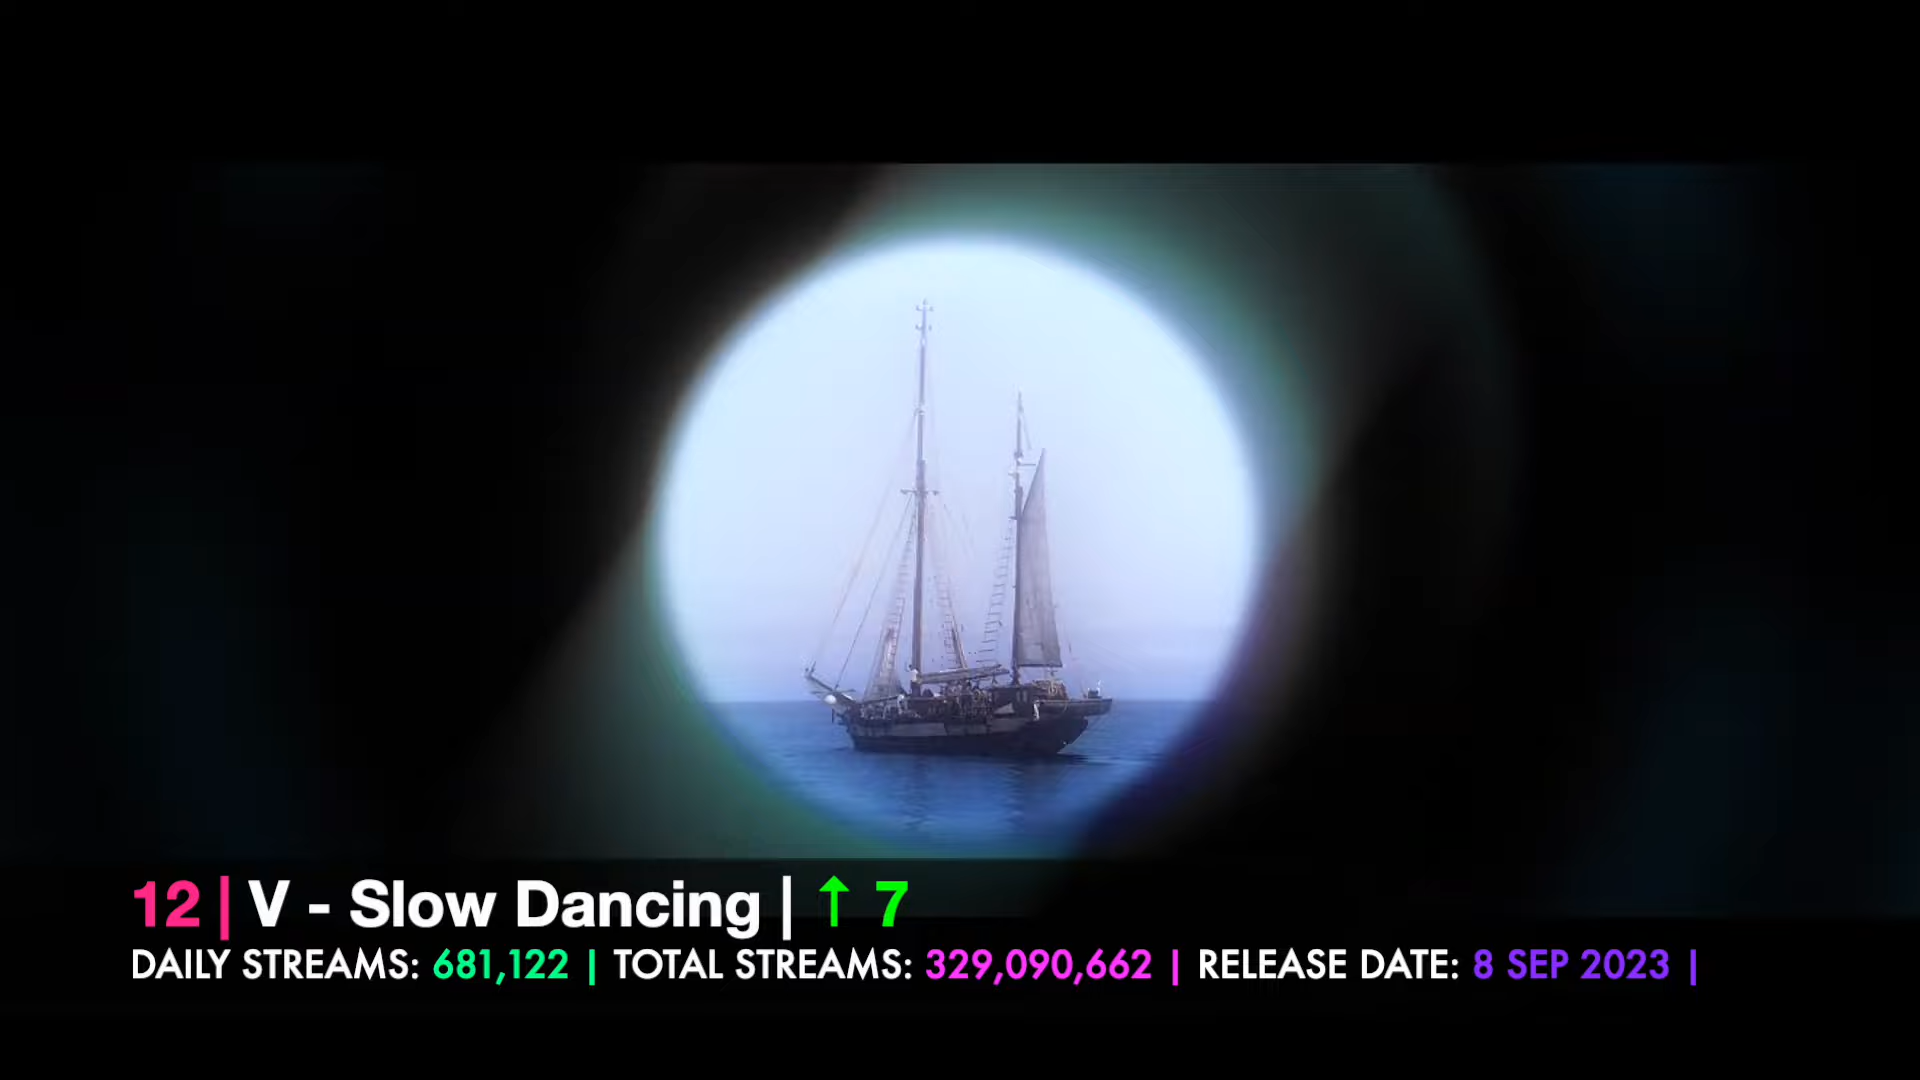 12 | V - Slow Dancing | ↑ 7
DAILY STREAMS: 681,122 | TOTAL STREAMS: 329,090,662 | RELEASE DATE: 8 SEP 2023 |